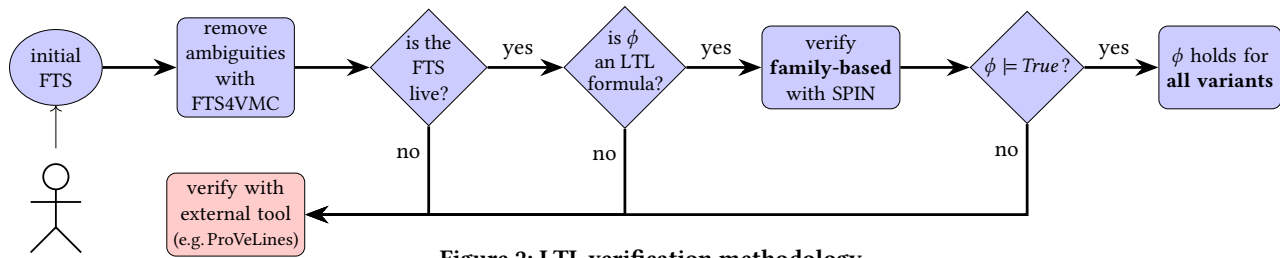 initial
FTS
remove
ambiguities
with
FTS4VMC
is the
FTS
live?
yes
is ϕ
an LTL
formula?
yes
verify
family-based
with SPIN
ϕ ⊨ True?
yes
ϕ holds for
all variants
no
no
no
verify with
external tool
(e.g. ProVeLines)
Figure 2: LTL verification methodology